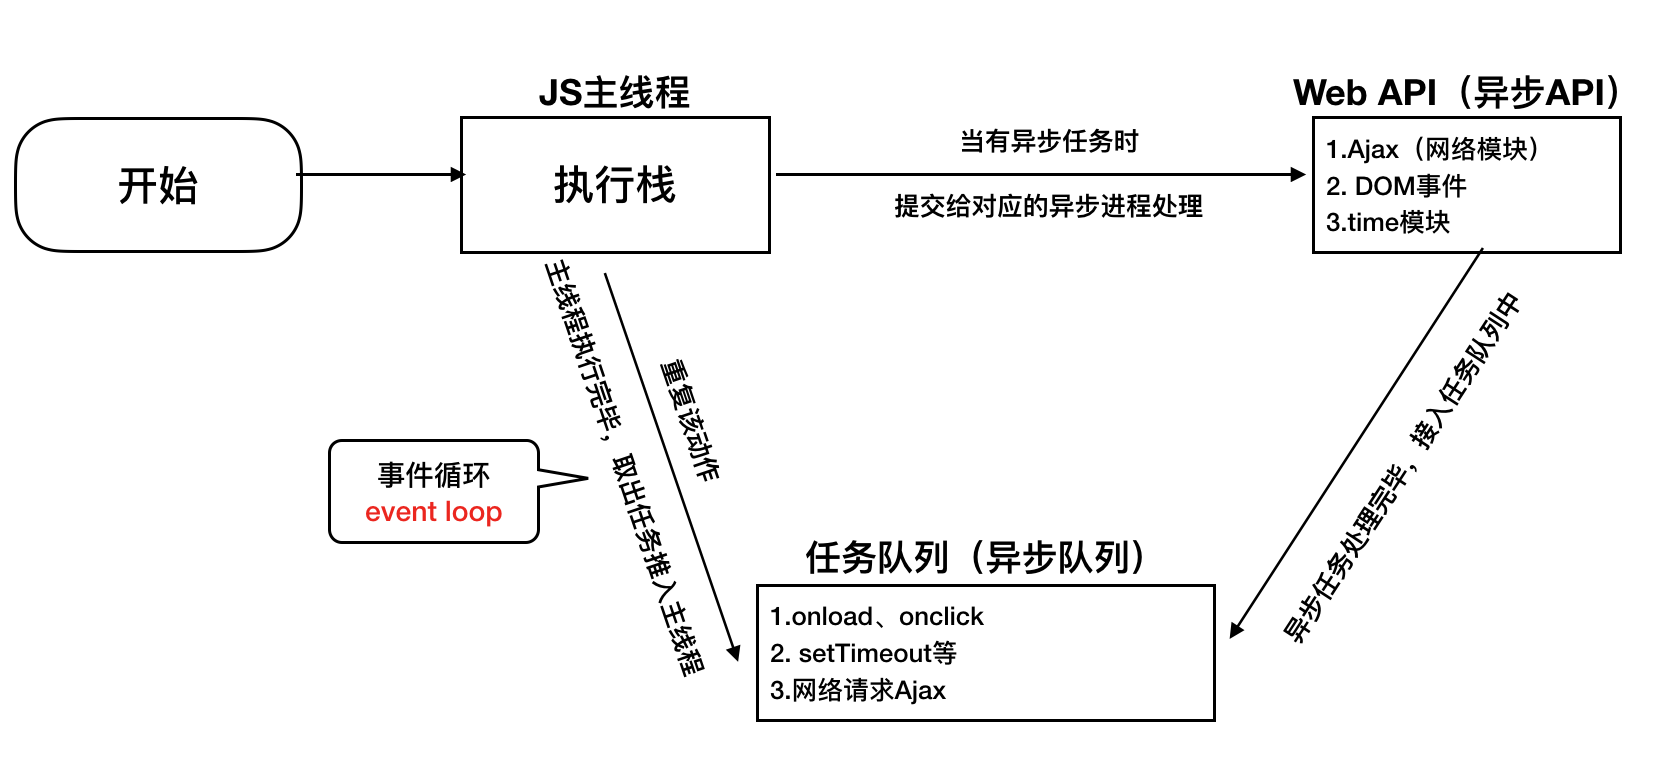 JS主线程
Web API（异步API）
开始
执行栈
当有异步任务时
提交给对应的异步进程处理
1.Ajax（网络模块）
2. DOM事件
3.time模块
主线程执行完毕，取出任务推入主线程
重复该动作
异步任务处理完毕，接入任务队列中
事件循环
event loop
任务队列（异步队列）
1.onload、onclick
2. setTimeout等
3.网络请求Ajax